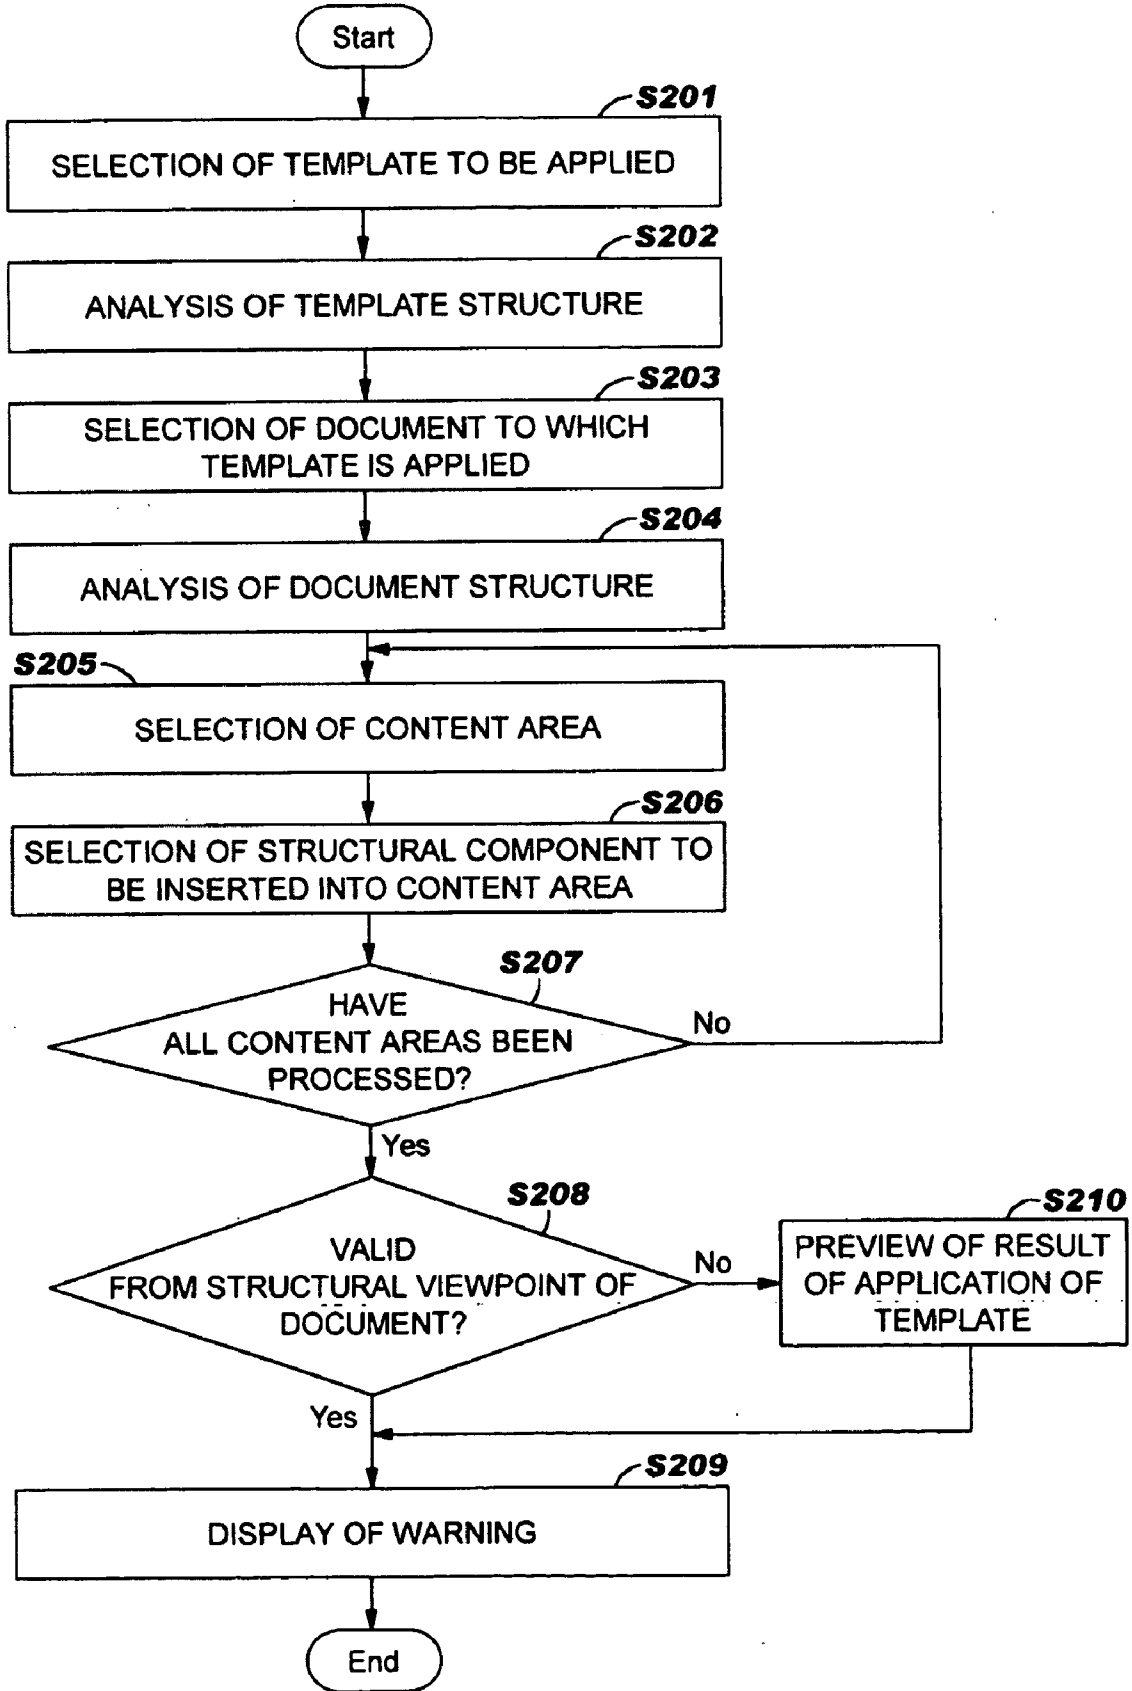 Start
S201
SELECTION OF TEMPLATE TO BE APPLIED
S202
ANALYSIS OF TEMPLATE STRUCTURE
S203
SELECTION OF DOCUMENT TO WHICH
TEMPLATE IS APPLIED
S204
ANALYSIS OF DOCUMENT STRUCTURE
S205
SELECTION OF CONTENT AREA
S206
SELECTION OF STRUCTURAL COMPONENT TO
BE INSERTED INTO CONTENT AREA
S207
HAVE
ALL CONTENT AREAS BEEN
PROCESSED?
No
Yes
S208
VALID
FROM STRUCTURAL VIEWPOINT OF
DOCUMENT?
No
S210
PREVIEW OF RESULT
OF APPLICATION OF
TEMPLATE
Yes
S209
DISPLAY OF WARNING
End